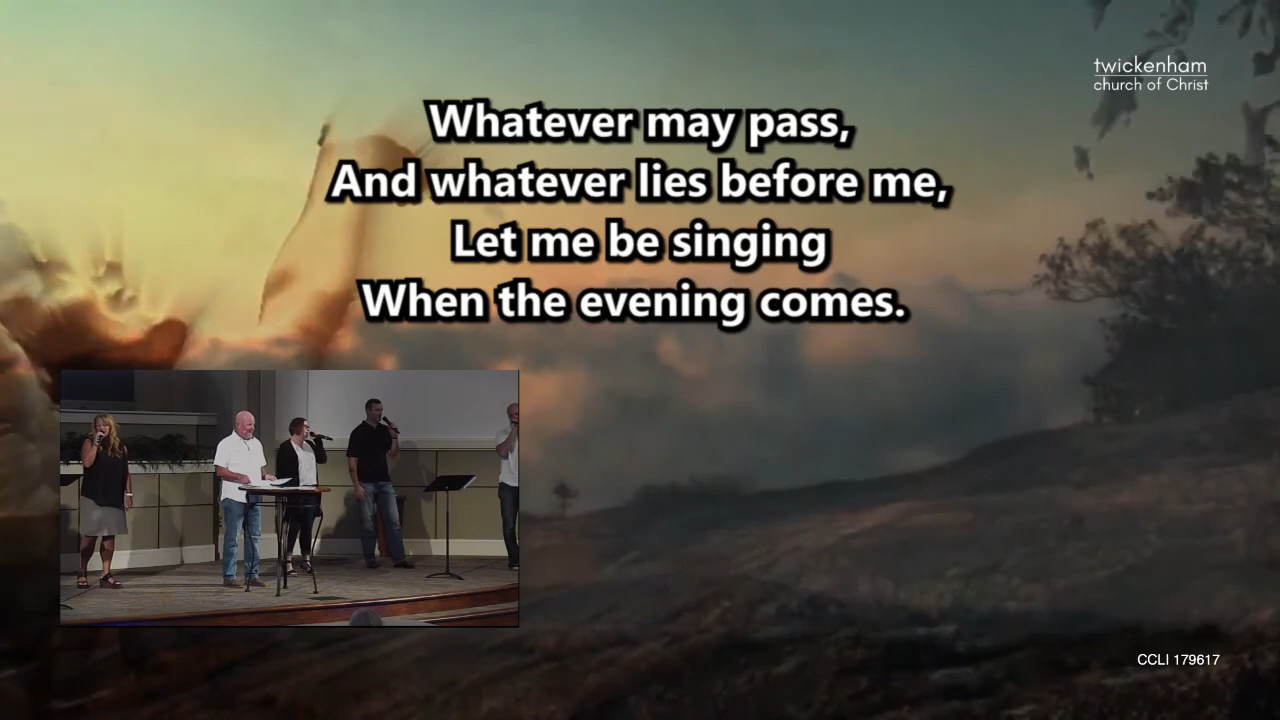 twickenham
church of Christ
Whatever may pass,
And whatever lies before me,
Let me be singing
When the evening comes.
CCLI 179617